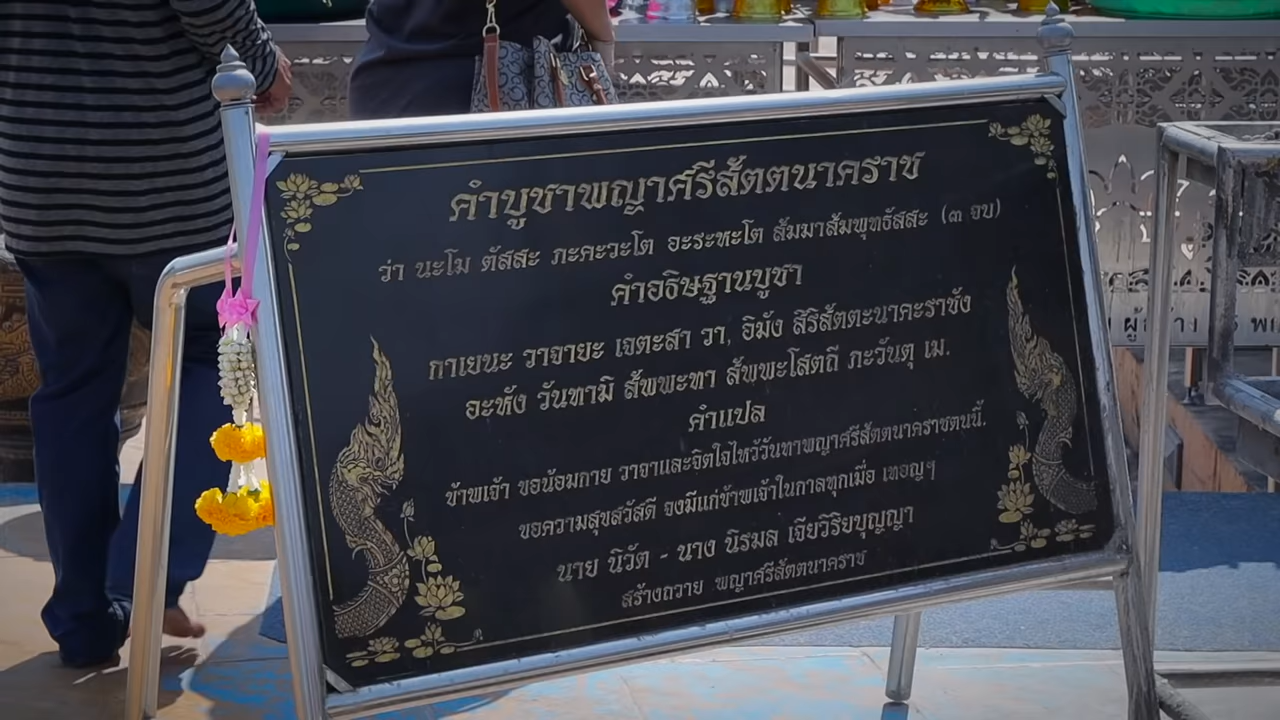 คำบูชาพญาศรีสัตตนาคราช
ว่า นะโม ตัสสะ ภะคะวะโต อะระหะโต สัมมาสัมพุทธัสสะ (๓ จบ)
คำอธิษฐานบูชา
กาเยนะ วาจายะ เจตะสา วา, อิมัง สิริสัตตะนาคะราชัง
อะหัง วันทามิ สัพพะทา สัพพะโสตถี ภะวันตุ เม.
คำแปล
ข้าพเจ้า ขอน้อมกาย วาจาและจิตใจไหว้วันทาพญาศรีสัตตนาคราชตนนี้.
ขอความสุขสวัสดี จงมีแก่ข้าพเจ้าในกาลทุกเมื่อ เทอญฯ
นาย นิวัต - นาง นิรมล เจียวิริยบุญญา
สร้างถวาย พญาศรีสัตตนาคราช